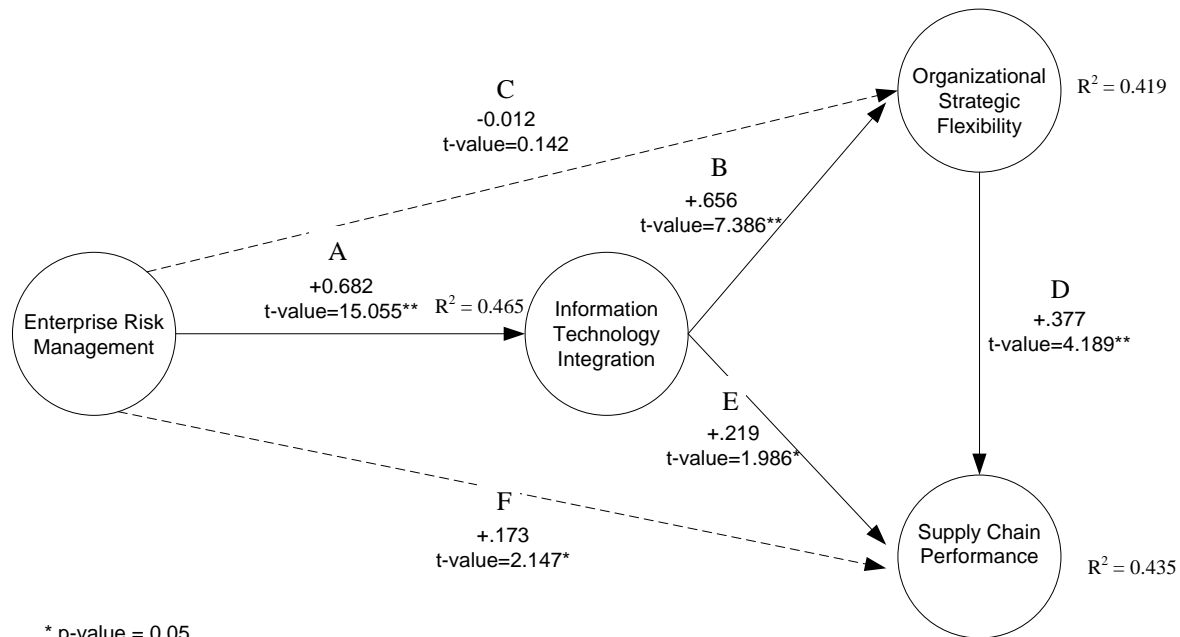 C
-0.012
t-value=0.142
Organizational
Strategic
Flexibility
R² = 0.419
B
+.656
t-value=7.386**
A
+0.682
t-value=15.055**
R² = 0.465
Enterprise Risk
Management
Information
Technology
Integration
D
+.377
t-value=4.189**
E
+.219
t-value=1.986*
F
+.173
t-value=2.147*
Supply Chain
Performance
R² = 0.435
* p-value = 0.05